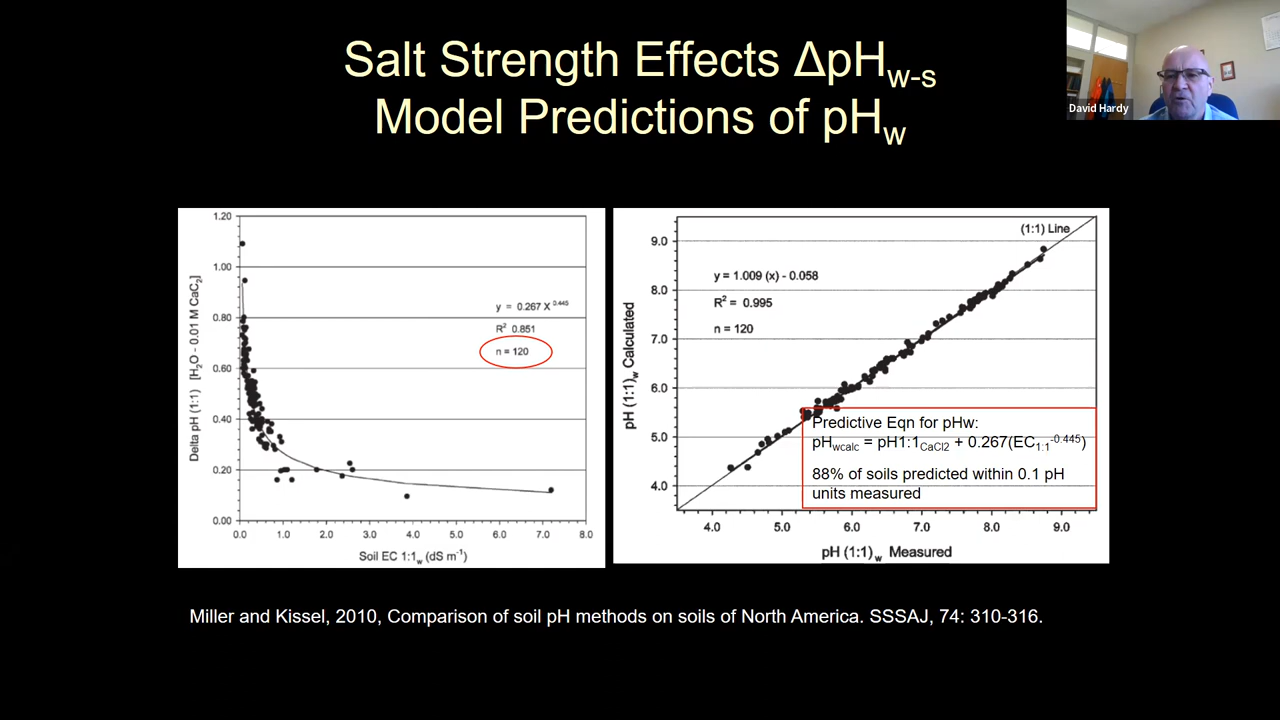 Salt Strength Effects ΔpHw-s
Model Predictions of pHw
David Hardy
1.20
1.00
0.80
0.60
0.40
0.20
0.00
Delta pH (1:1) [H2O - 0.01 M CaC2]
y = 0.267 X 0.445
R2 0.851
n = 120
0.0 1.0 2.0 3.0 4.0 5.0 6.0 7.0 8.0
Soil EC 1:1w (dS m-1)
(1:1) Line
9.0
8.0
7.0
6.0
5.0
4.0
pH (1:1)w Calculated
y = 1.009 (x) - 0.058
R2 = 0.995
n = 120
Predictive Eqn for pHw:
pHwcalc = pH1:1CaCl2 + 0.267(EC1:1-0.445)
88% of soils predicted within 0.1 pH
units measured
4.0 5.0 6.0 7.0 8.0 9.0
pH (1:1)w Measured
Miller and Kissel, 2010, Comparison of soil pH methods on soils of North America. SSSAJ, 74: 310-316.